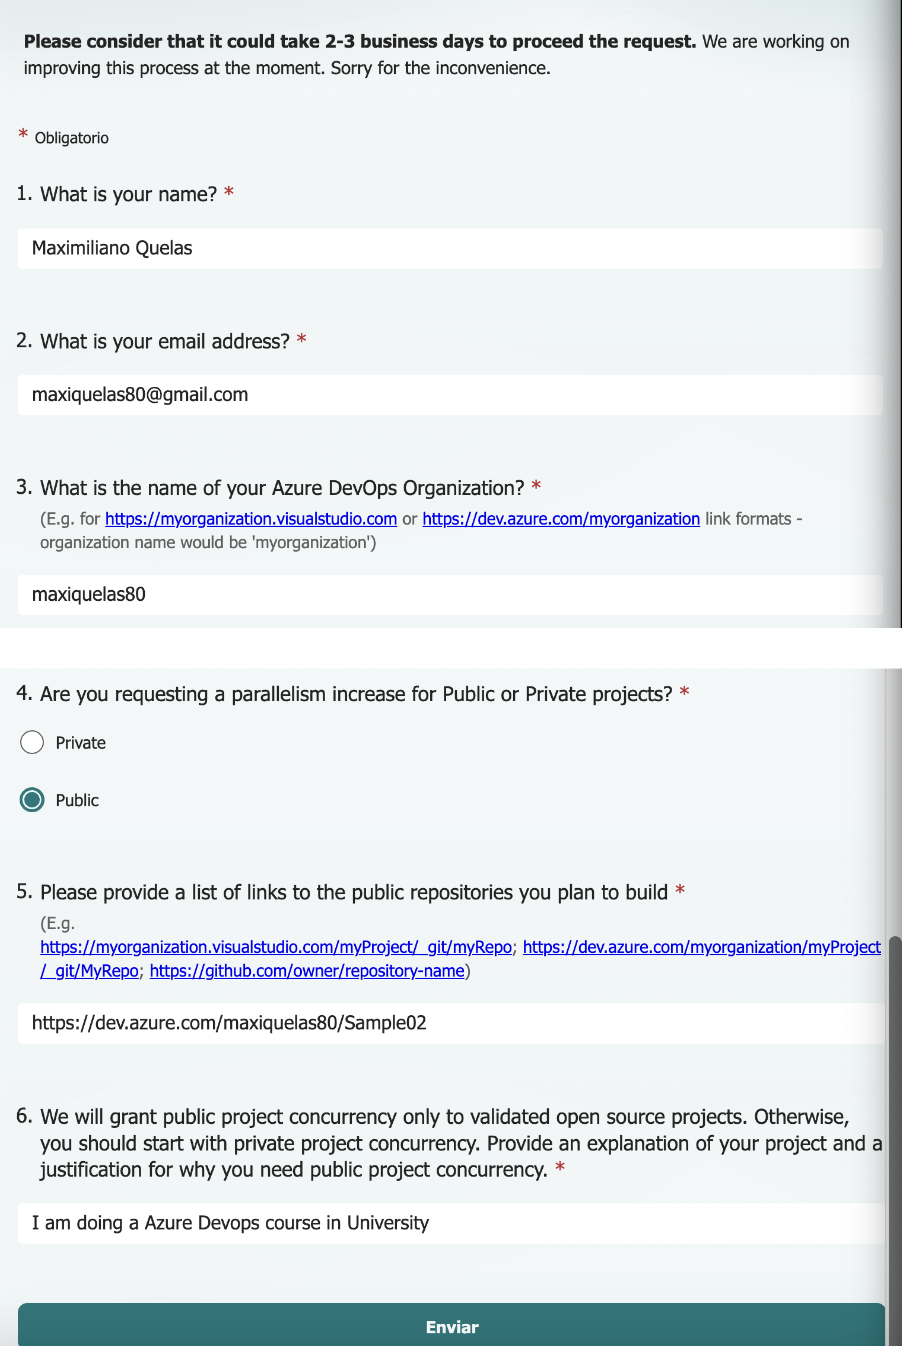 Please consider that it could take 2-3 business days to proceed the request. We are working on
improving this process at the moment. Sorry for the inconvenience.
* Obligatorio
1. What is your name? *
Maximiliano Quelas
2. What is your email address? *
maxiquelas80@gmail.com
3. What is the name of your Azure DevOps Organization? *
(E.g. for https://myorganization.visualstudio.com or https://dev.azure.com/myorganization link formats -
organization name would be 'myorganization')
maxiquelas80
4. Are you requesting a parallelism increase for Public or Private projects? *
Private
Public
5. Please provide a list of links to the public repositories you plan to build *
(E.g.
https://myorganization.visualstudio.com/myProject/_git/myRepo; https://dev.azure.com/myorganization/myProject
/_git/MyRepo; https://github.com/owner/repository-name)
https://dev.azure.com/maxiquelas80/Sample02
6. We will grant public project concurrency only to validated open source projects. Otherwise,
you should start with private project concurrency. Provide an explanation of your project and a
justification for why you need public project concurrency. *
I am doing a Azure Devops course in University
Enviar